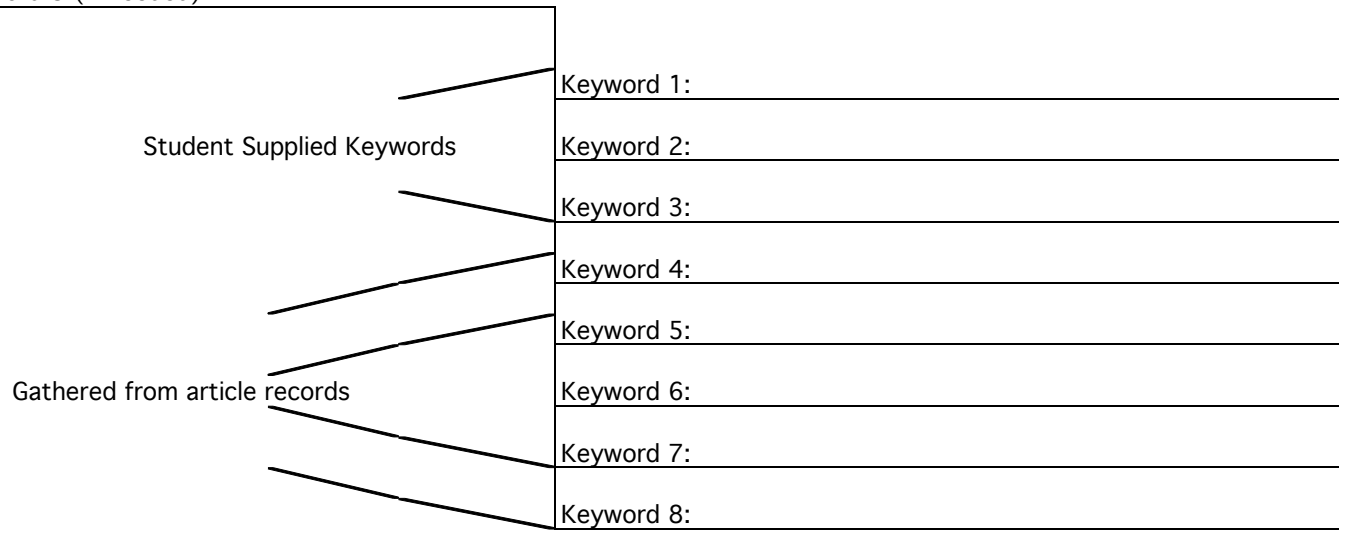 Keyword 1:
Student Supplied Keywords
Keyword 2:
Keyword 3:
Keyword 4:
Keyword 5:
Gathered from article records
Keyword 6:
Keyword 7:
Keyword 8: